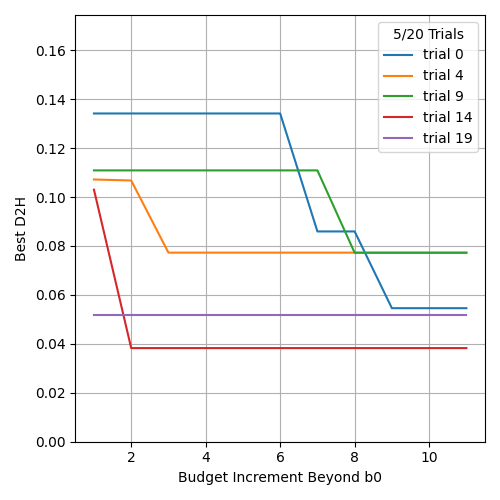 5/20 Trials
trial 0
trial 4
trial 9
trial 14
trial 19
Best D2H
0.16
0.14
0.12
0.10
0.08
0.06
0.04
0.02
0.00
2 4 6 8 10
Budget Increment Beyond b0